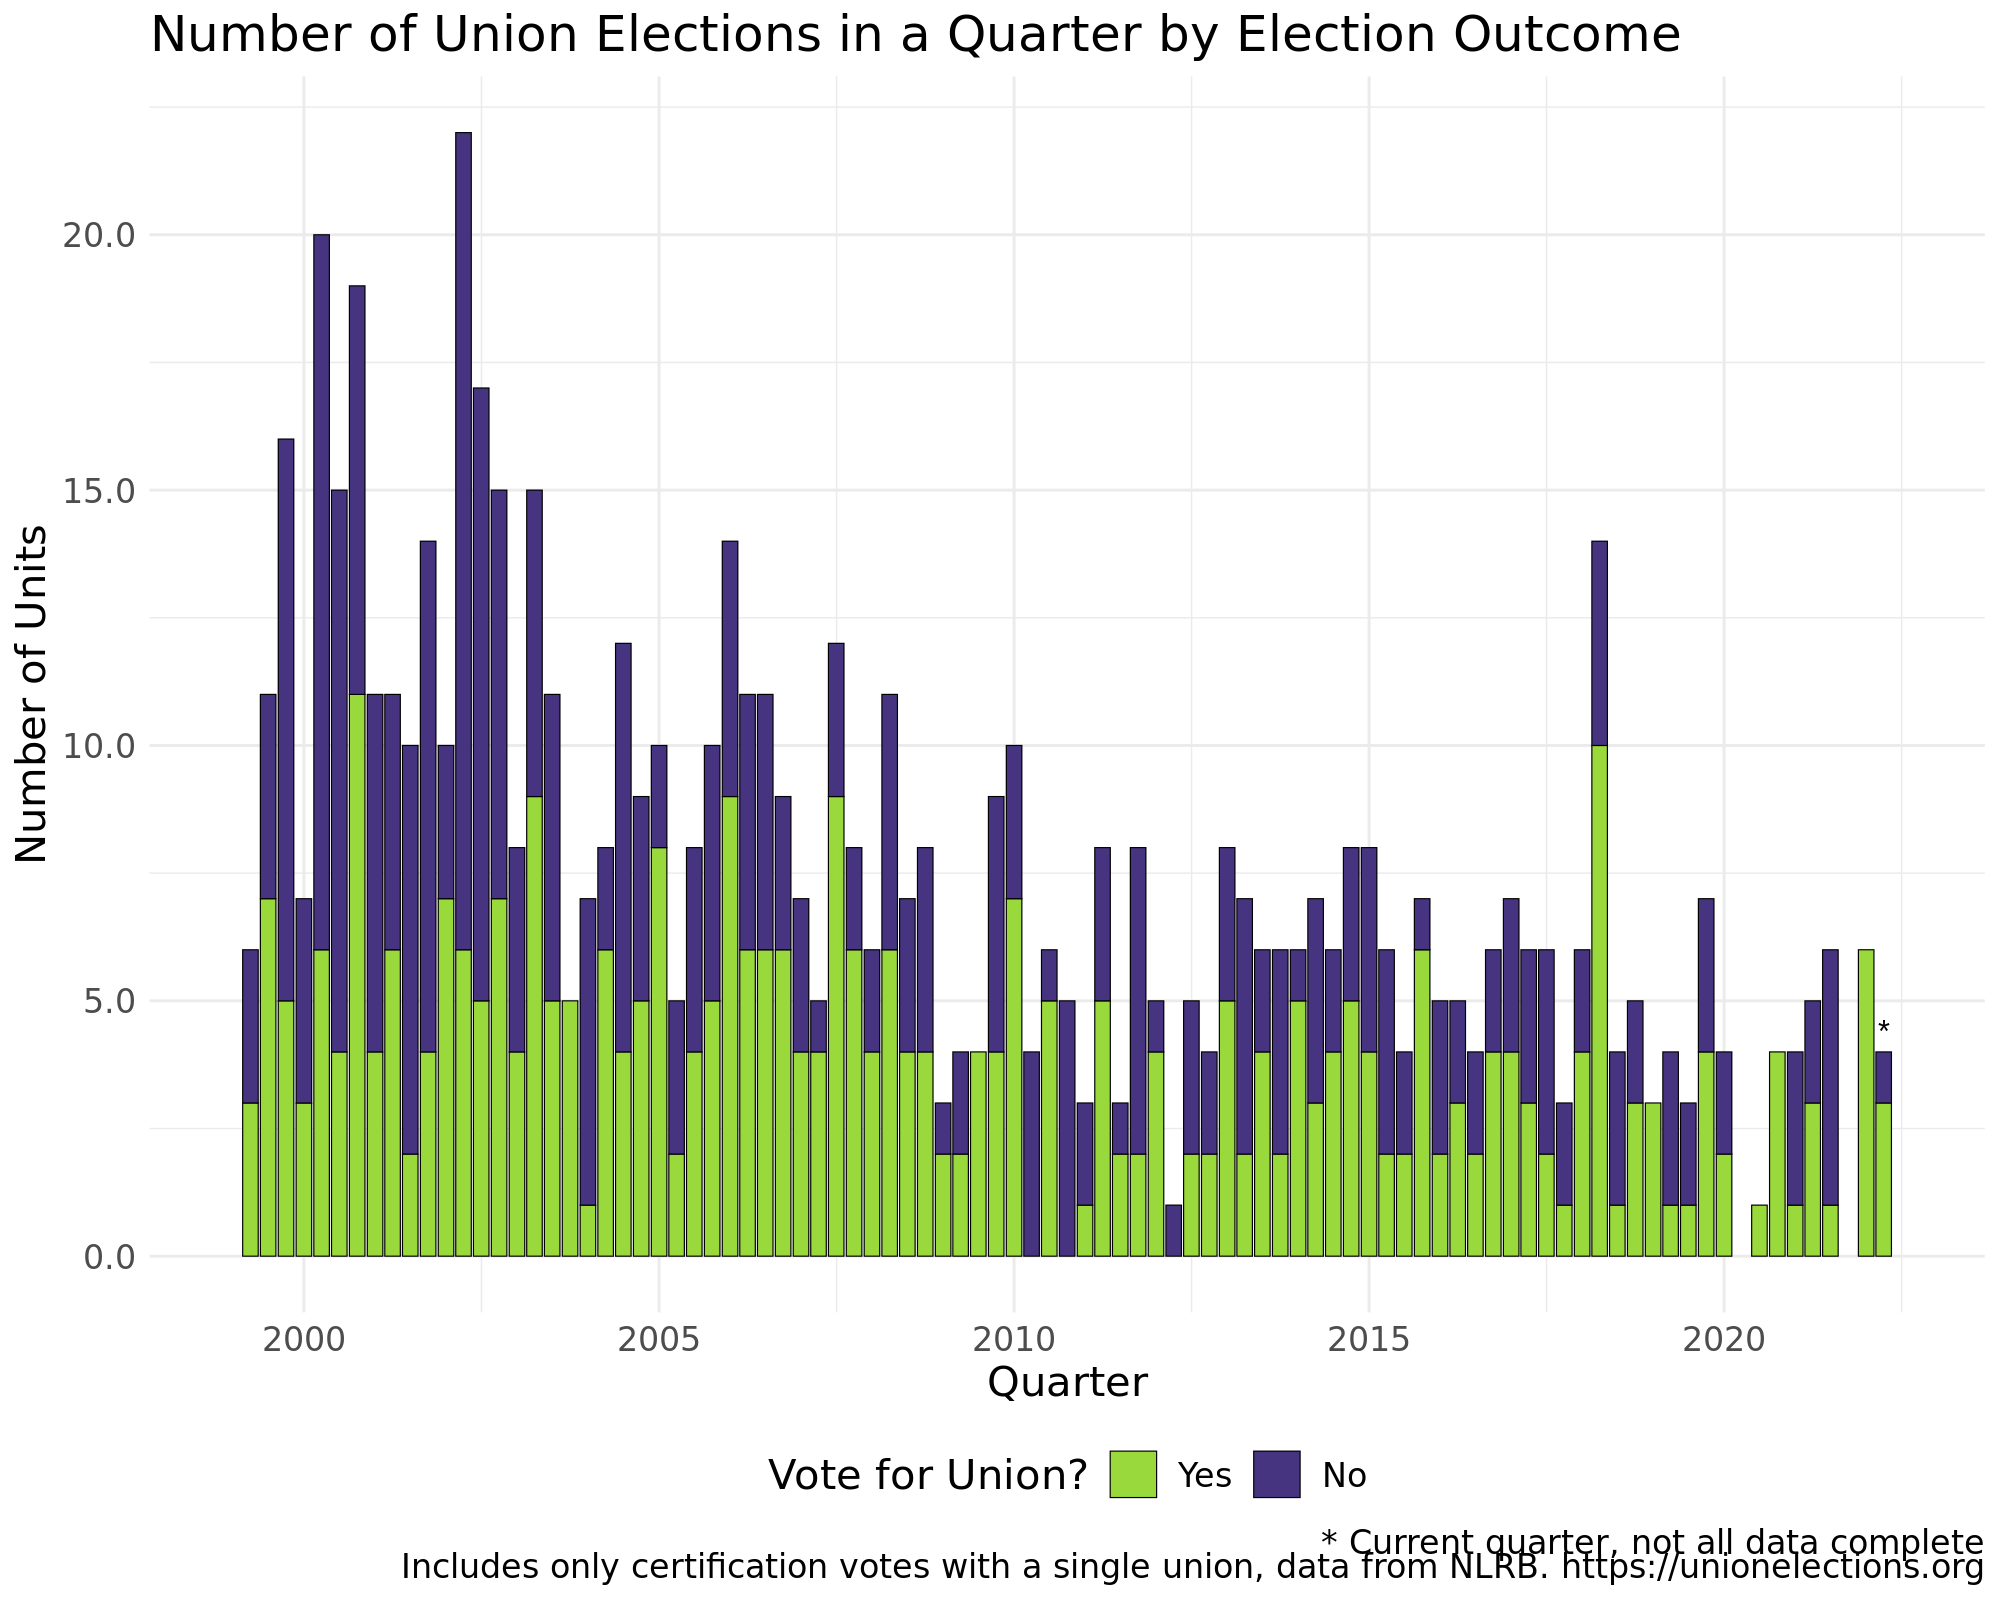 Number of Union Elections in a Quarter by Election Outcome
Number of Units
20.0
15.0
10.0
5.0
0.0
*
2000 2005 2010 2015 2020
Quarter
Vote for Union? Yes No
* Current quarter, not all data complete
Includes only certification votes with a single union, data from NLRB. https://unionelections.org